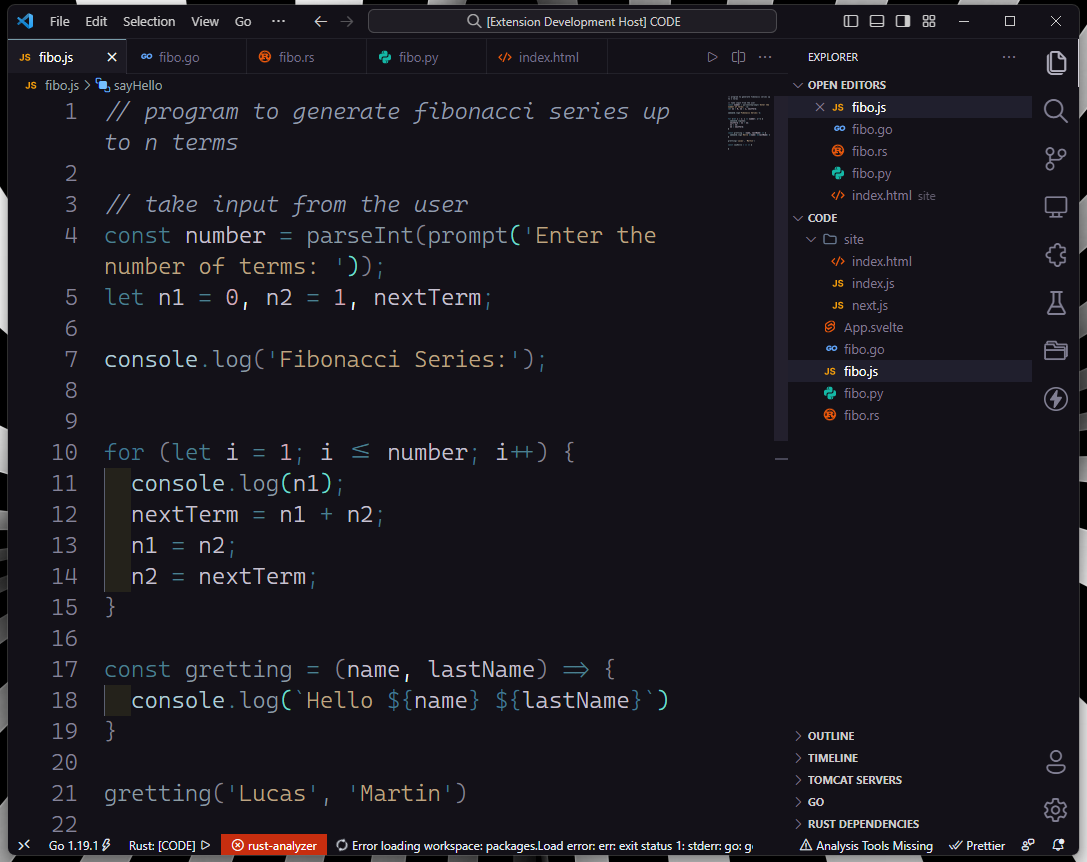 File Edit Selection View Go ··· [Extension Development Host] CODE
JS fibo.js GO fibo.go fibo.rs fibo.py index.html
JS fibo.js > sayHello
1 // program to generate fibonacci series up
to n terms
2
3 // take input from the user
4 const number = parseInt(prompt('Enter the
number of terms: '));
5 let n1 = 0, n2 = 1, nextTerm;
6
7 console.log('Fibonacci Series:');
8
9
10 for (let i = 1; i ≤ number; i++) {
11 console.log(n1);
12 nextTerm = n1 + n2;
13 n1 = n2;
14 n2 = nextTerm;
15 }
16
17 const gretting = (name, lastName) => {
18 console.log(`Hello ${name} ${lastName}`)
19 }
20
21 gretting('Lucas', 'Martin')
22
EXPLORER ···
OPEN EDITORS
JS fibo.js
GO fibo.go
fibo.rs
fibo.py
index.html site
CODE
site
index.html
JS index.js
JS next.js
App.svelte
GO fibo.go
JS fibo.js
fibo.py
fibo.rs
OUTLINE
TIMELINE
TOMCAT SERVERS
GO
RUST DEPENDENCIES
Go 1.19.1 Rust: [CODE] rust-analyzer Error loading workspace: packages.Load error: err: exit status 1: stderr: go: g Analysis Tools Missing Prettier